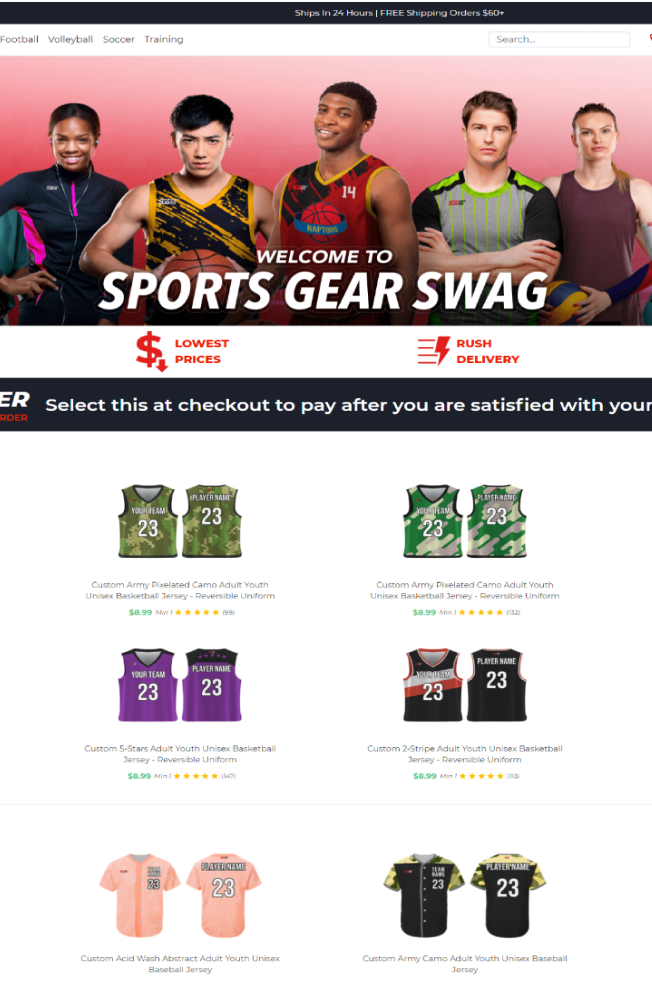 Ships In 24 Hours | FREE Shipping Orders $60+
Football Volleyball Soccer Training
Search...
14
RAPTORS
WELCOME TO
SPORTS GEAR SWAG
LOWEST
PRICES
RUSH
DELIVERY
ER
RDER
Select this at checkout to pay after you are satisfied with your
YOUR TEAM
23
PLAYER NAME
23
YOUR TEAM
23
PLAYER NAME
23
Custom Army Pixelated Camo Adult Youth
Unisex Basketball Jersey - Reversible Uniform
$8.99 Min 1 (99)
Custom Army Pixelated Camo Adult Youth
Unisex Basketball Jersey - Reversible Uniform
$8.99 Min 1 (132)
YOUR TEAM
23
PLAYER NAME
23
YOUR TEAM
23
PLAYER NAME
23
Custom 5-Stars Adult Youth Unisex Basketball
Jersey - Reversible Uniform
$8.99 Min 1 (147)
Custom 2-Stripe Adult Youth Unisex Basketball
Jersey - Reversible Uniform
$8.99 Min 1 (113)
23
PLAYER NAME
23
TEAM
NAME
23
PLAYER NAME
23
Custom Acid Wash Abstract Adult Youth Unisex
Baseball Jersey
Custom Army Camo Adult Youth Unisex Baseball
Jersey